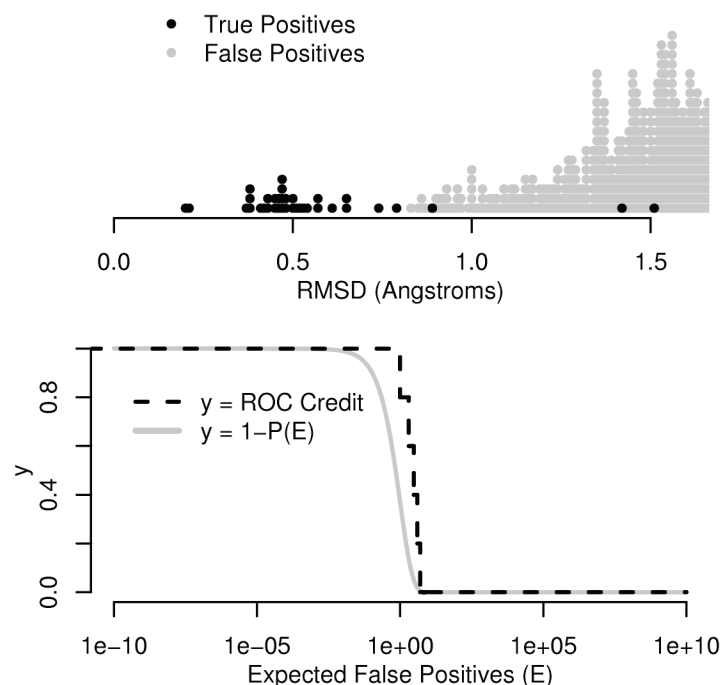 True Positives
False Positives
0.0 0.5 1.0 1.5
RMSD (Angstroms)
0.8
0.4
0.0
y
y = ROC Credit
y = 1−P(E)
1e−10 1e−05 1e+00 1e+05 1e+10
Expected False Positives (E)